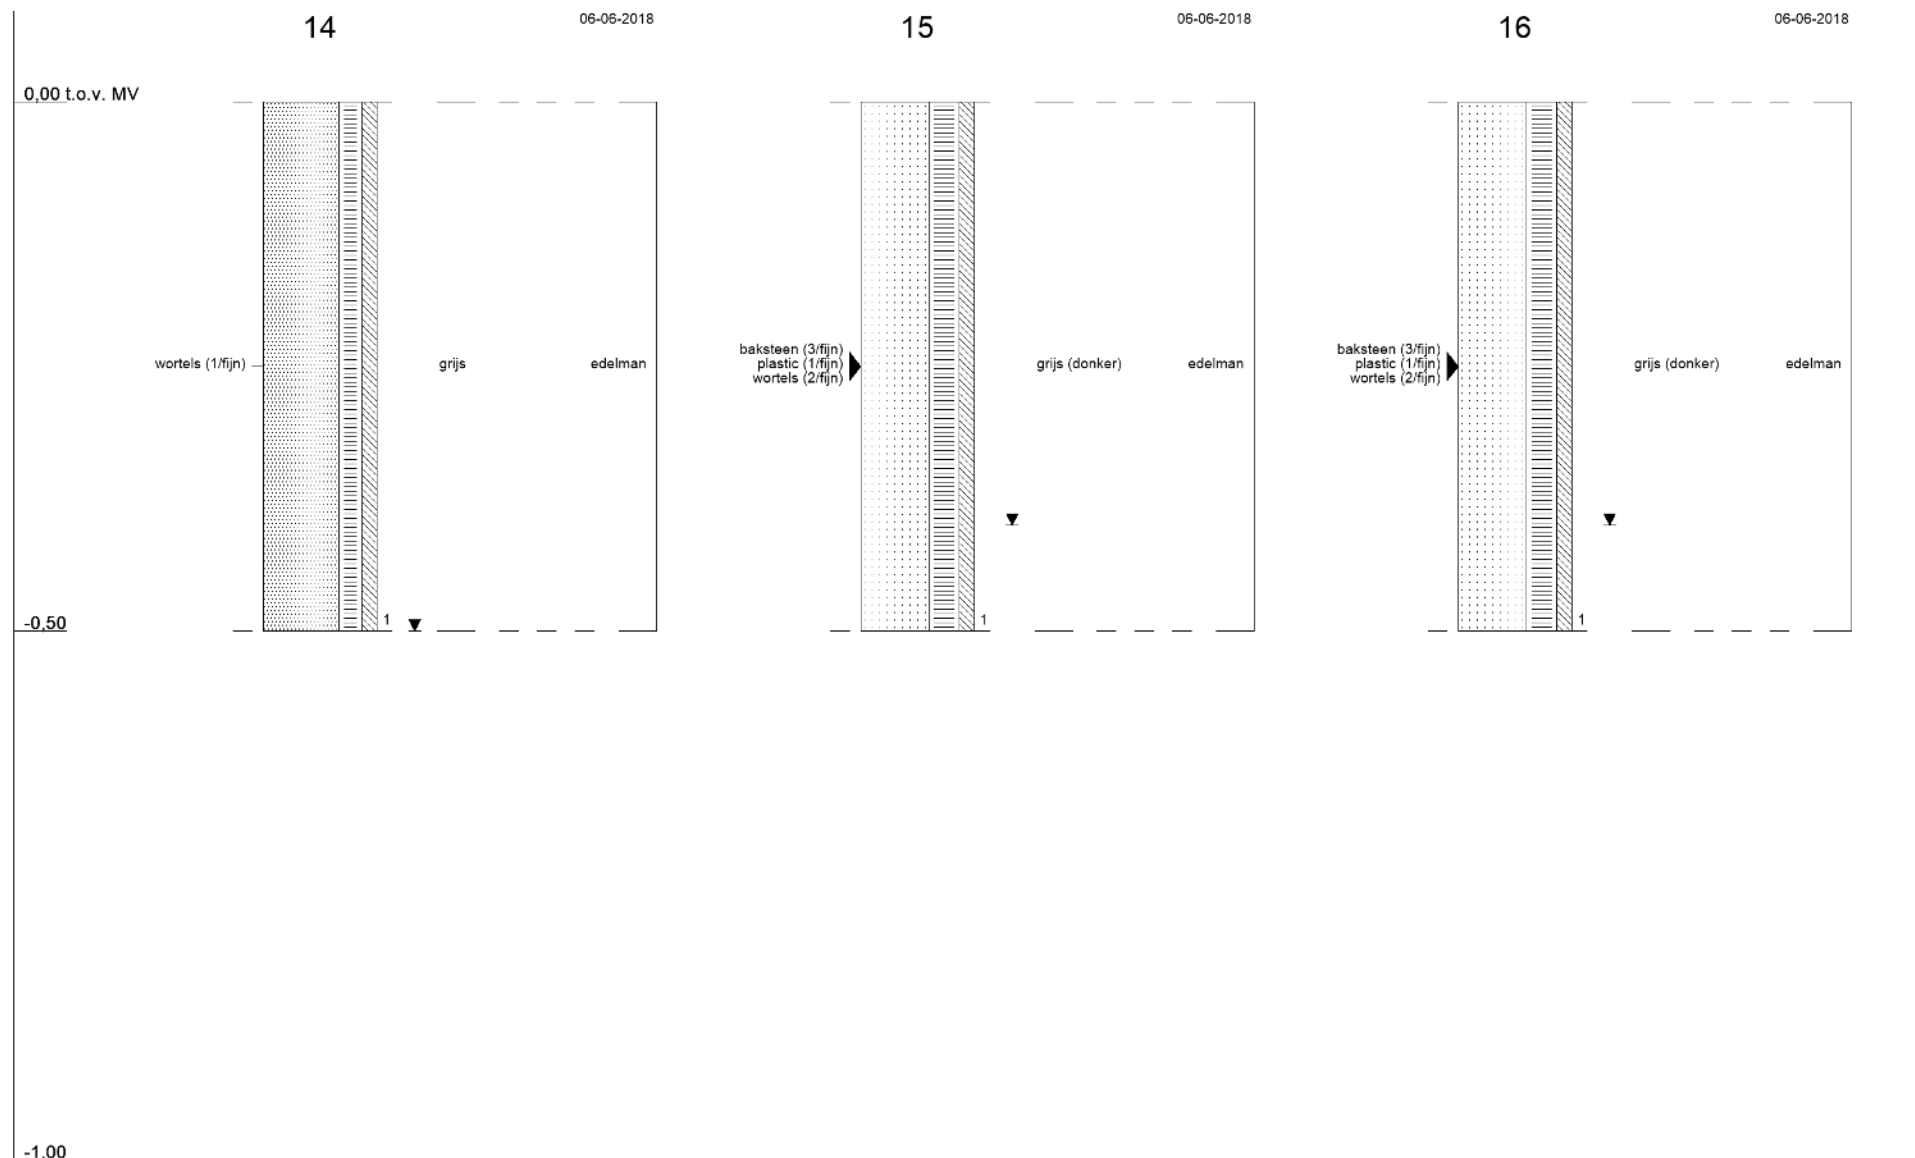 14
06-06-2018
15
06-06-2018
16
06-06-2018
0,00 t.o.v. MV
wortels (1/fijn)
grijs
edelman
baksteen (3/fijn)
plastic (1/fijn)
wortels (2/fijn)
grijs (donker)
edelman
baksteen (3/fijn)
plastic (1/fijn)
wortels (2/fijn)
grijs (donker)
edelman
-0,50
1
1
1
-1,00